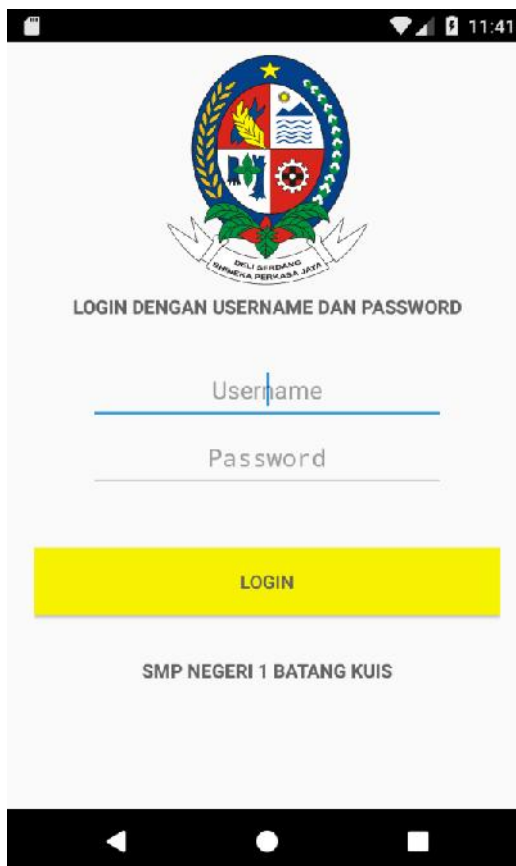 11:41
DELI SERDANG
BHINEKA PERKASA JAYA
LOGIN DENGAN USERNAME DAN PASSWORD
Username
Password
LOGIN
SMP NEGERI 1 BATANG KUIS